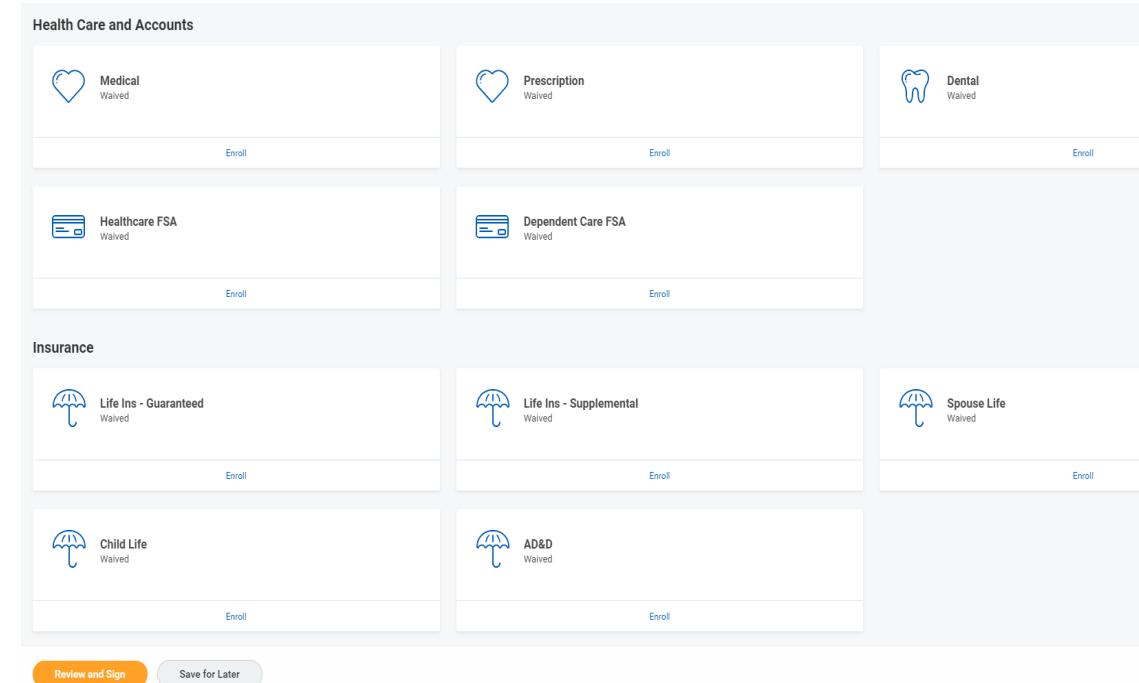 Health Care and Accounts
Medical
Waived
Enroll
Prescription
Waived
Enroll
Dental
Waived
Enroll
Healthcare FSA
Waived
Enroll
Dependent Care FSA
Waived
Enroll
Insurance
Life Ins - Guaranteed
Waived
Enroll
Life Ins - Supplemental
Waived
Enroll
Spouse Life
Waived
Enroll
Child Life
Waived
Enroll
AD&D
Waived
Enroll
Review and Sign
Save for Later